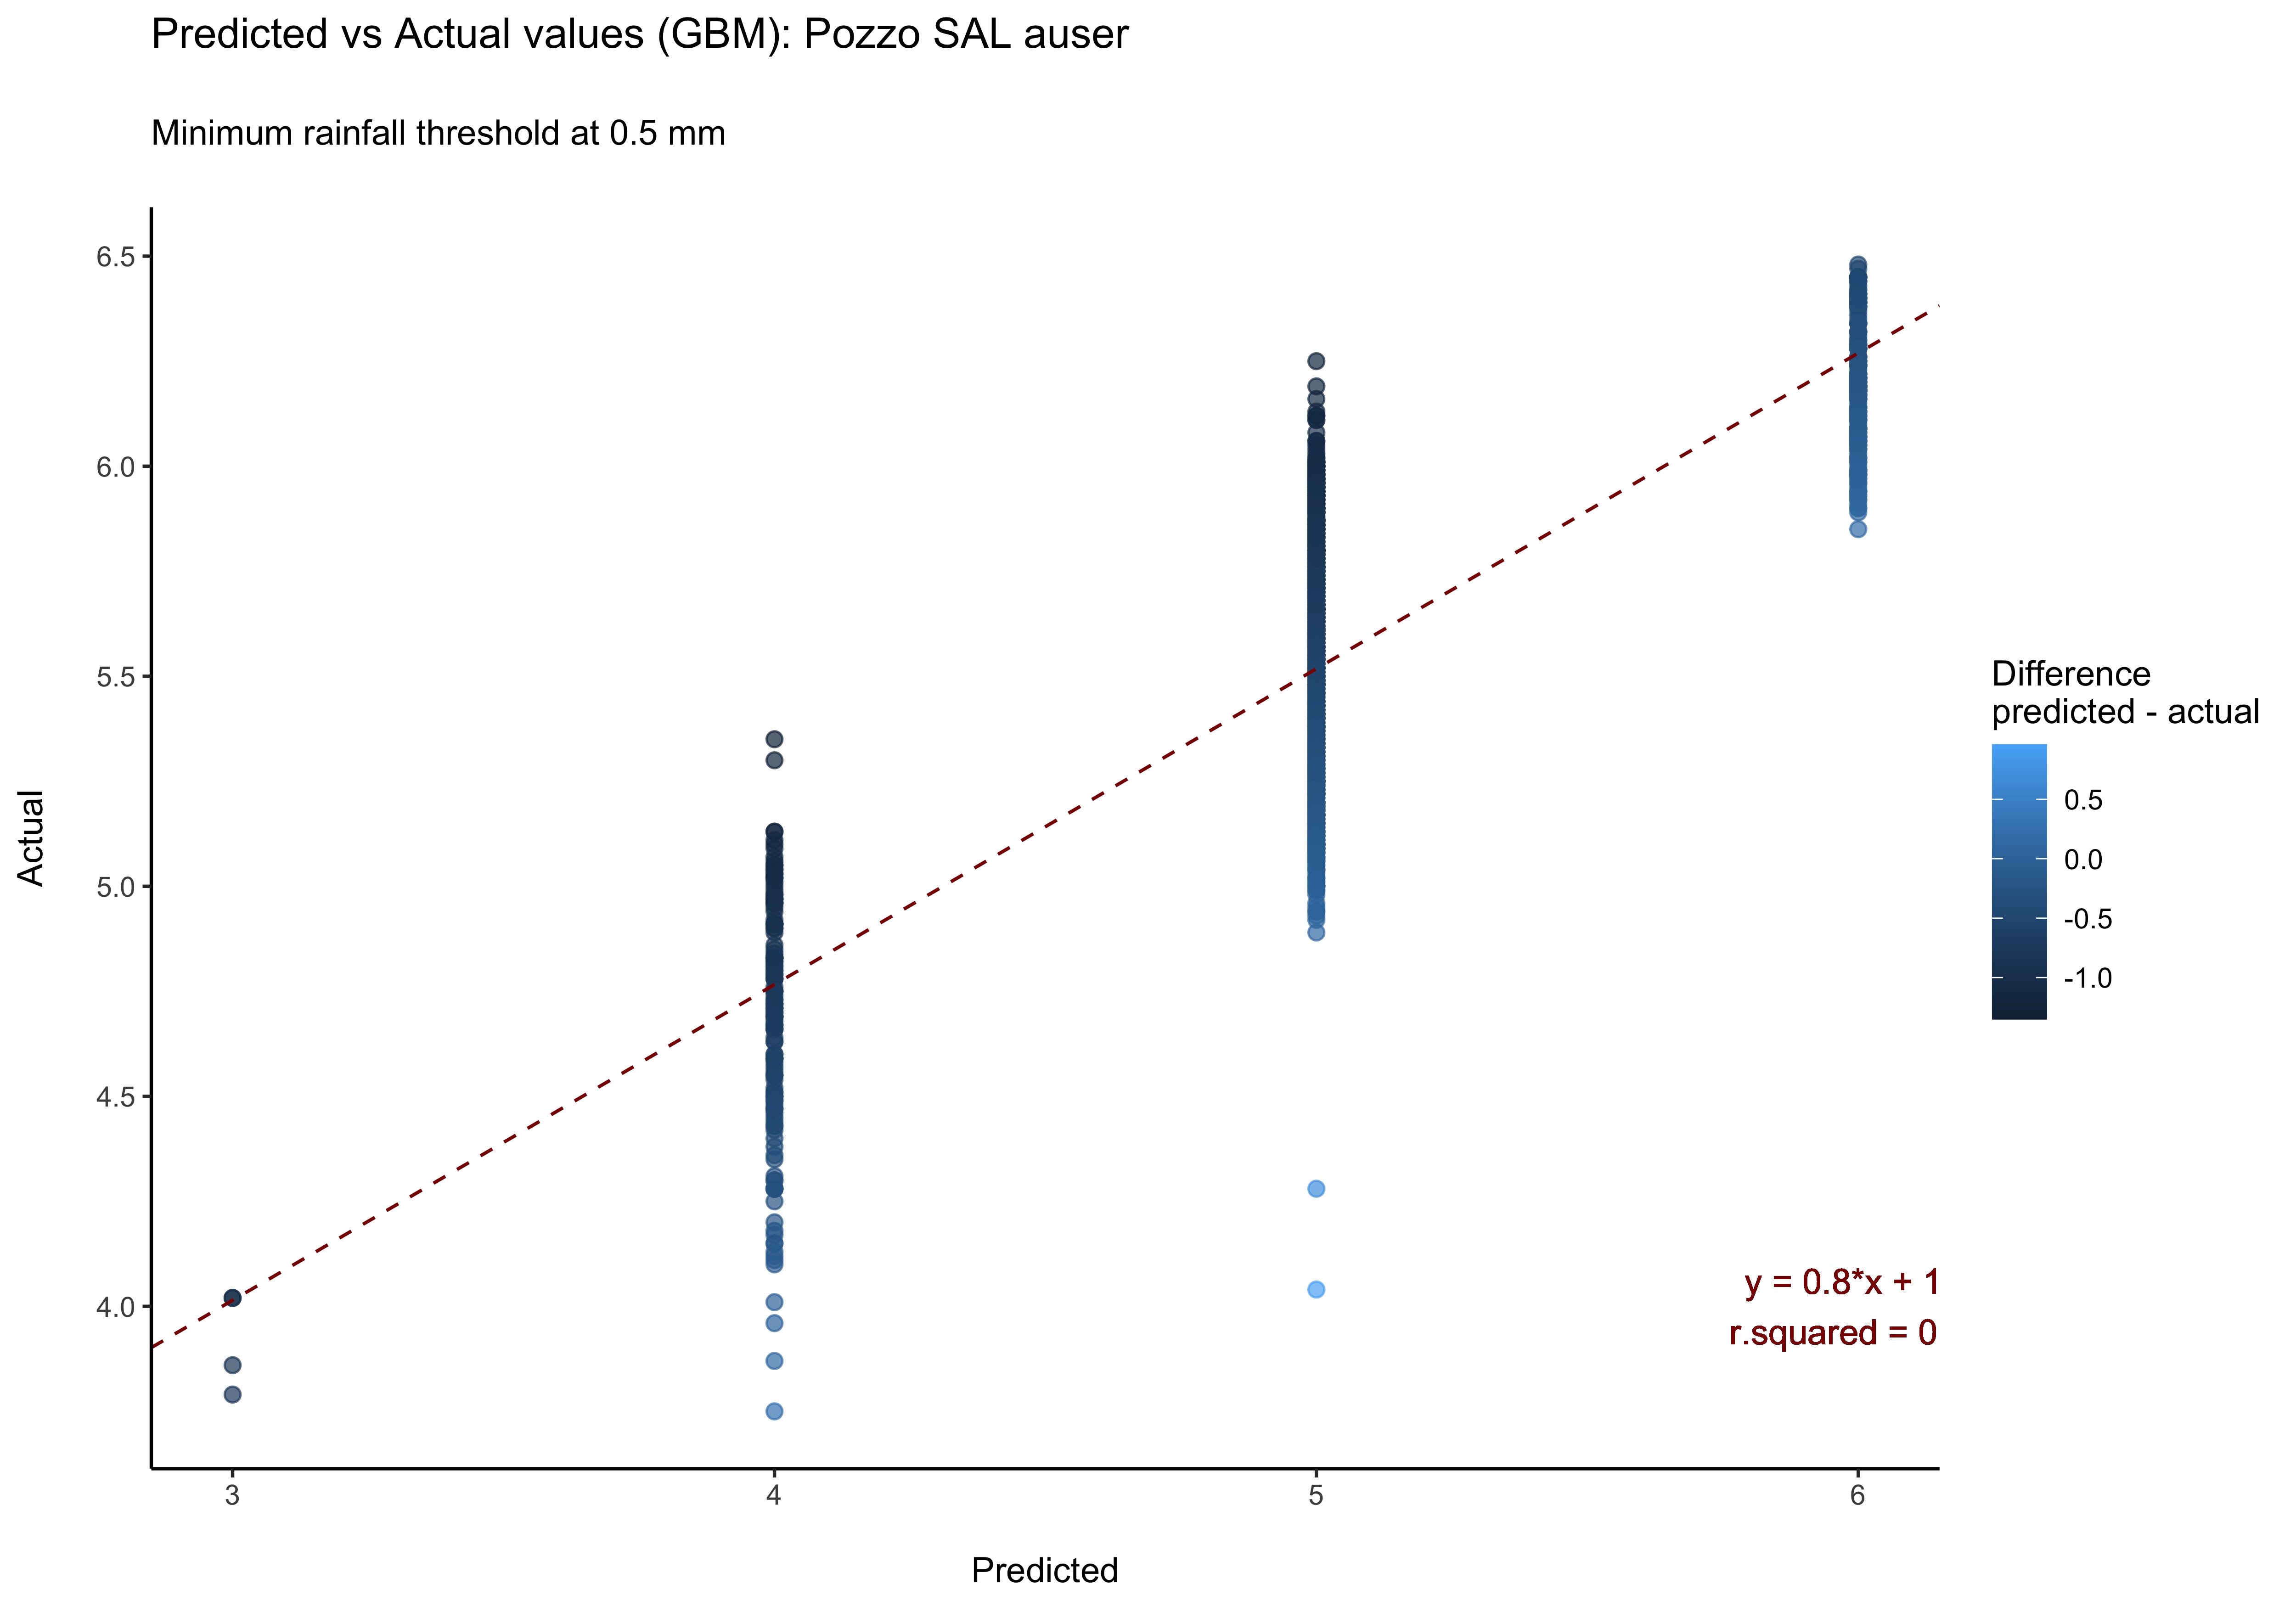 Predicted vs Actual values (GBM): Pozzo SAL auser
Minimum rainfall threshold at 0.5 mm
6.5
6.0
5.5
5.0
4.5
4.0
Actual
3
4
5
6
Predicted
y = 0.8*x + 1
r.squared = 0
Difference
predicted - actual
0.5
0.0
-0.5
-1.0